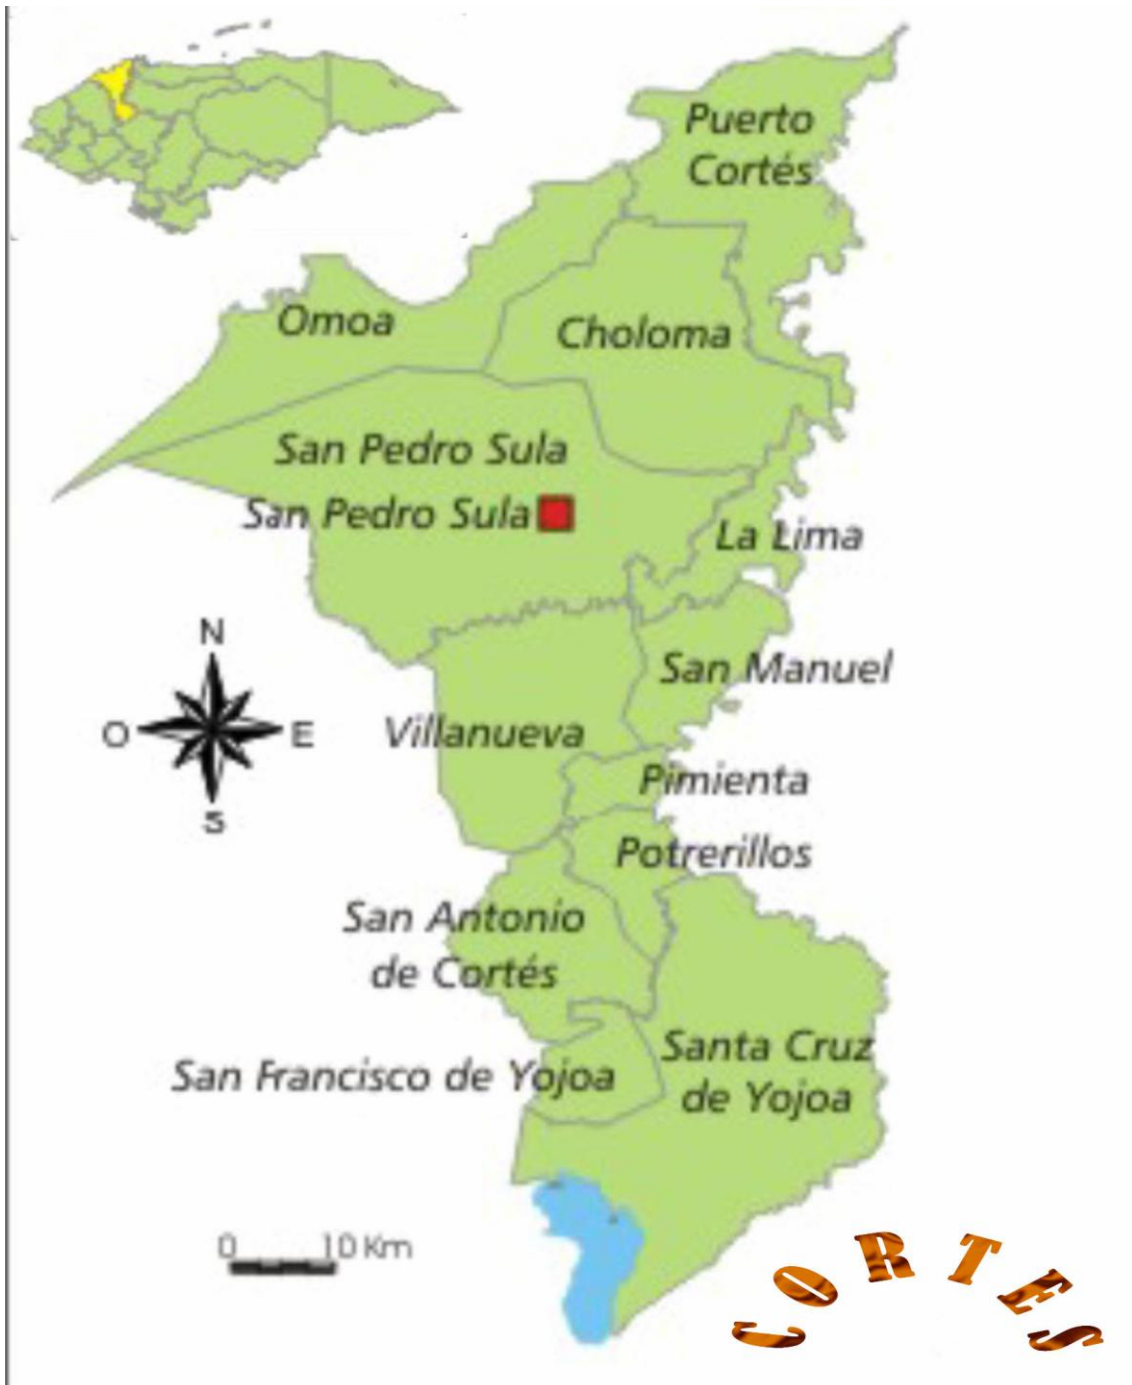 Puerto
Cortés
Omoa
Choloma
San Pedro Sula
San Pedro Sula
La Lima
N
O
E
S
San Manuel
Villanueva
Pimienta
Potrerillos
San Antonio
de Cortés
Santa Cruz
de Yojoa
San Francisco de Yojoa
0 10 Km
CORTES